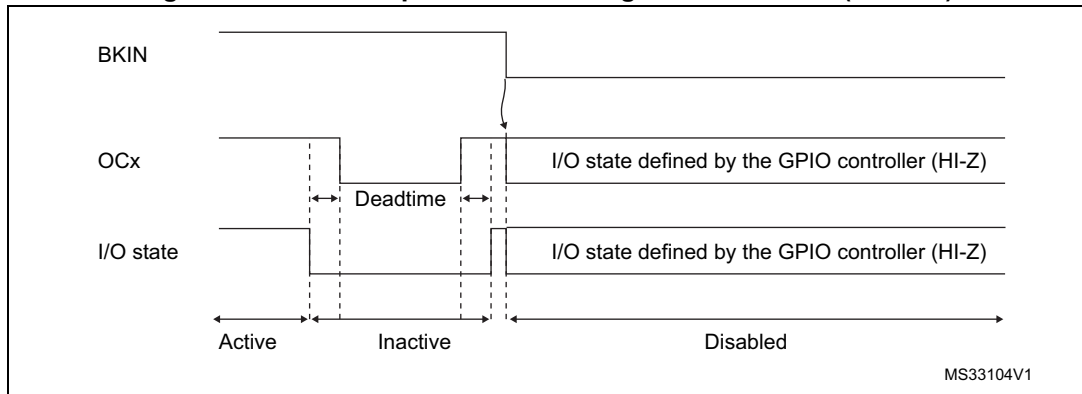 BKIN
OCx
I/O state defined by the GPIO controller (HI-Z)
Deadtime
I/O state
I/O state defined by the GPIO controller (HI-Z)
Active
Inactive
Disabled
MS33104V1